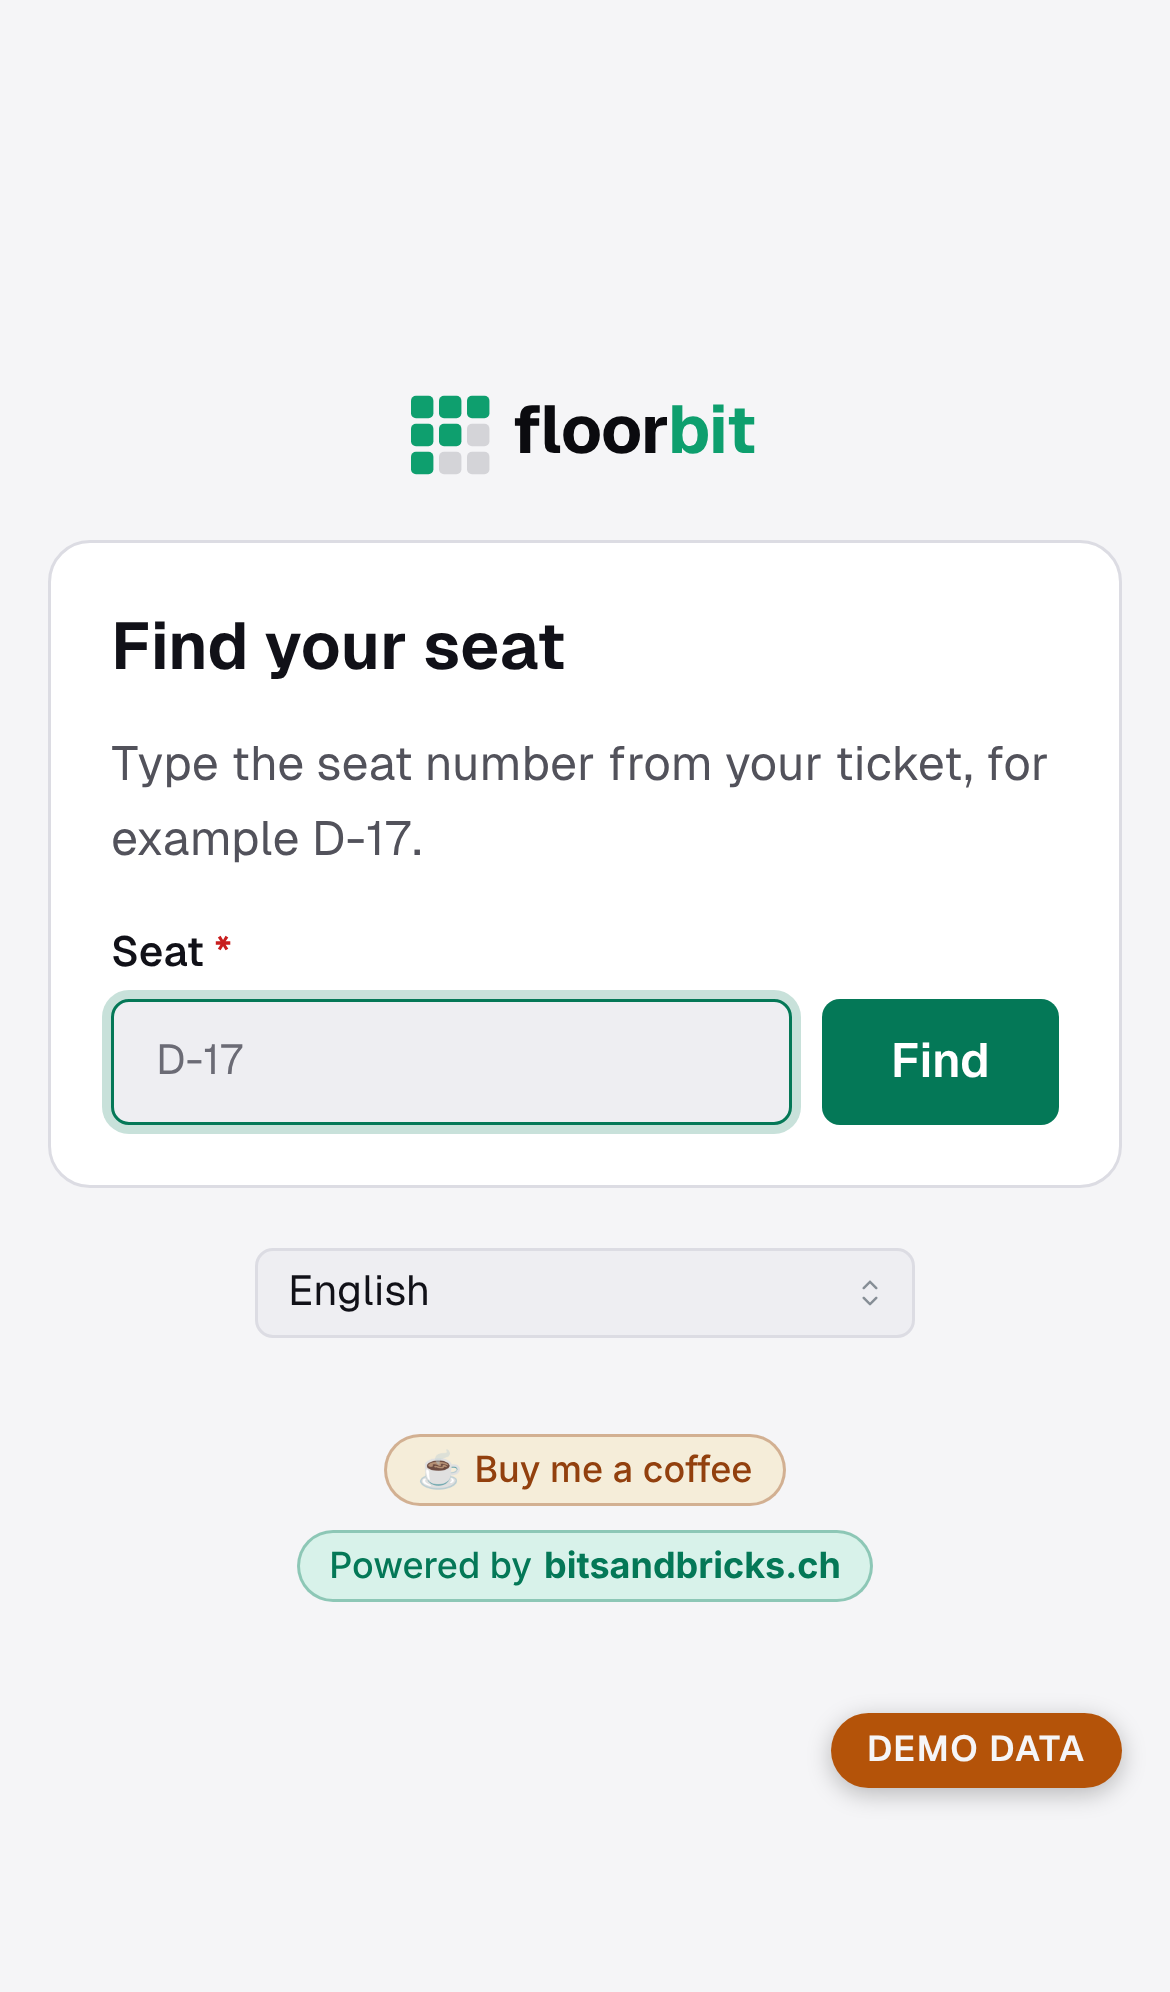 floorbit
Find your seat
Type the seat number from your ticket, for
example D-17.
Seat *
D-17
Find
English
☕ Buy me a coffee
Powered by bitsandbricks.ch
DEMO DATA